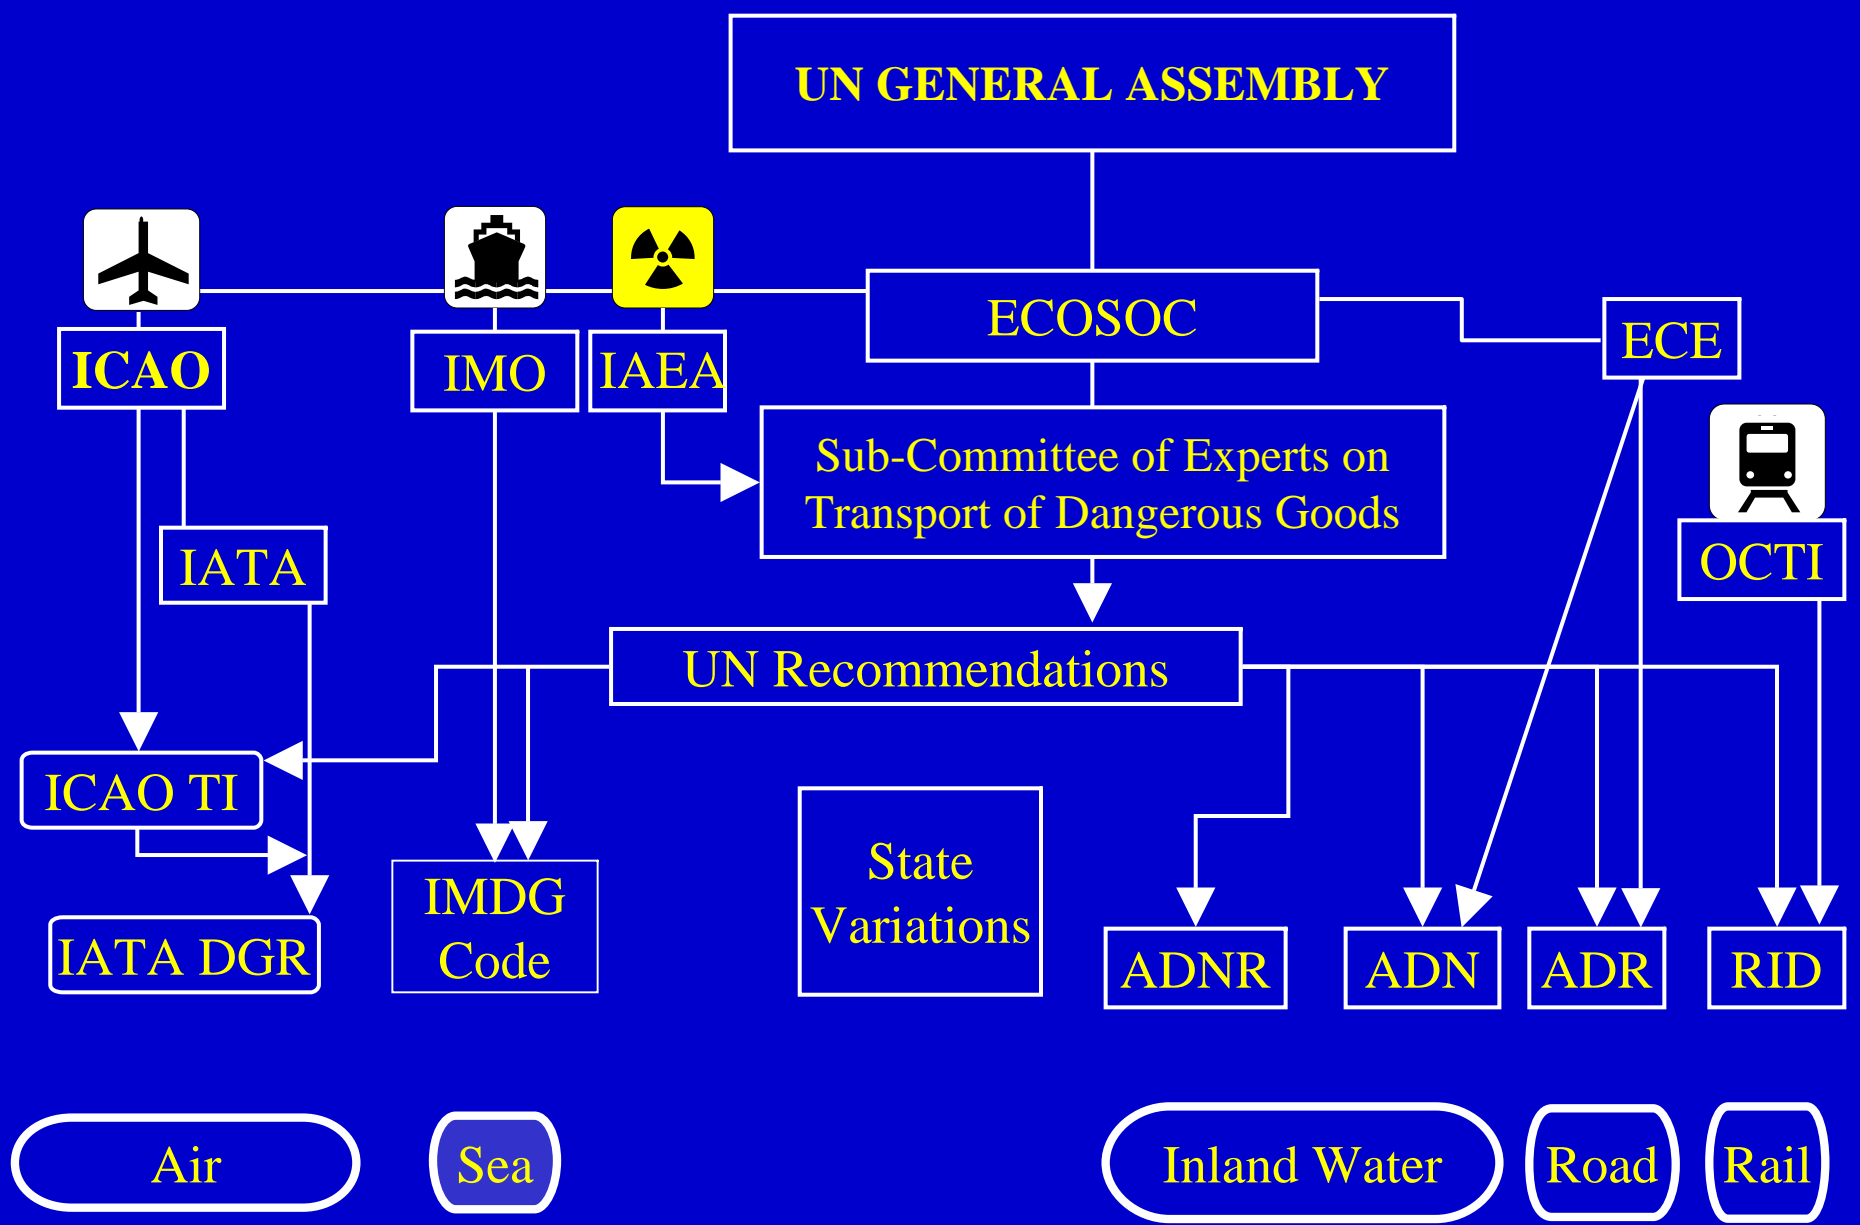 UN GENERAL ASSEMBLY
ECOSOC
ECE
ICAO
IMO
IAEA
Sub-Committee of Experts on
Transport of Dangerous Goods
IATA
OCTI
UN Recommendations
ICAO TI
State
Variations
IMDG
Code
IATA DGR
ADNR
ADN
ADR
RID
Air
Sea
Inland Water
Road
Rail